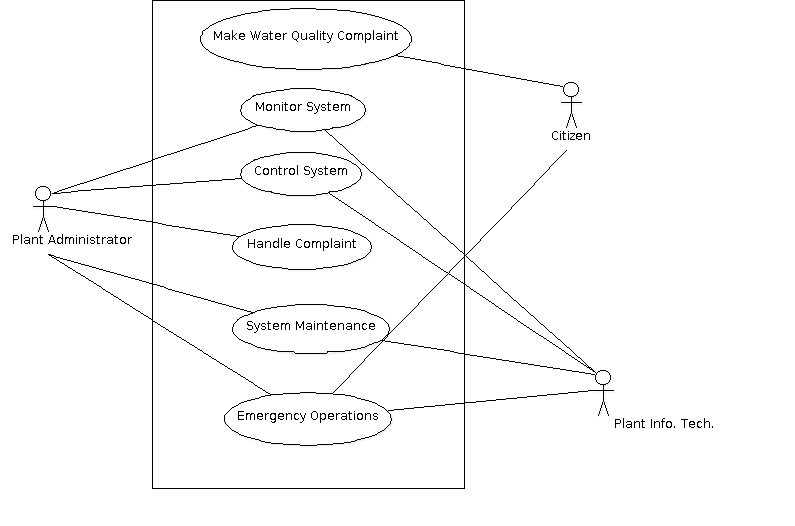 Make Water Quality Complaint
Monitor System
Citizen
Control System
Plant Administrator
Handle Complaint
System Maintenance
Emergency Operations
Plant Info. Tech.